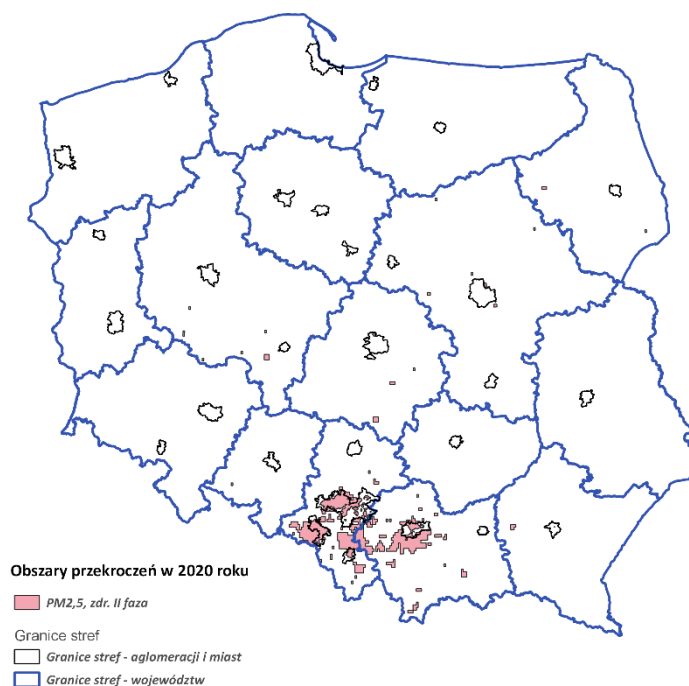 Obszary przekroczeń w 2020 roku
PM2,5, zdr. II faza
Granice stref
Granice stref - aglomeracji i miast
Granice stref - województw